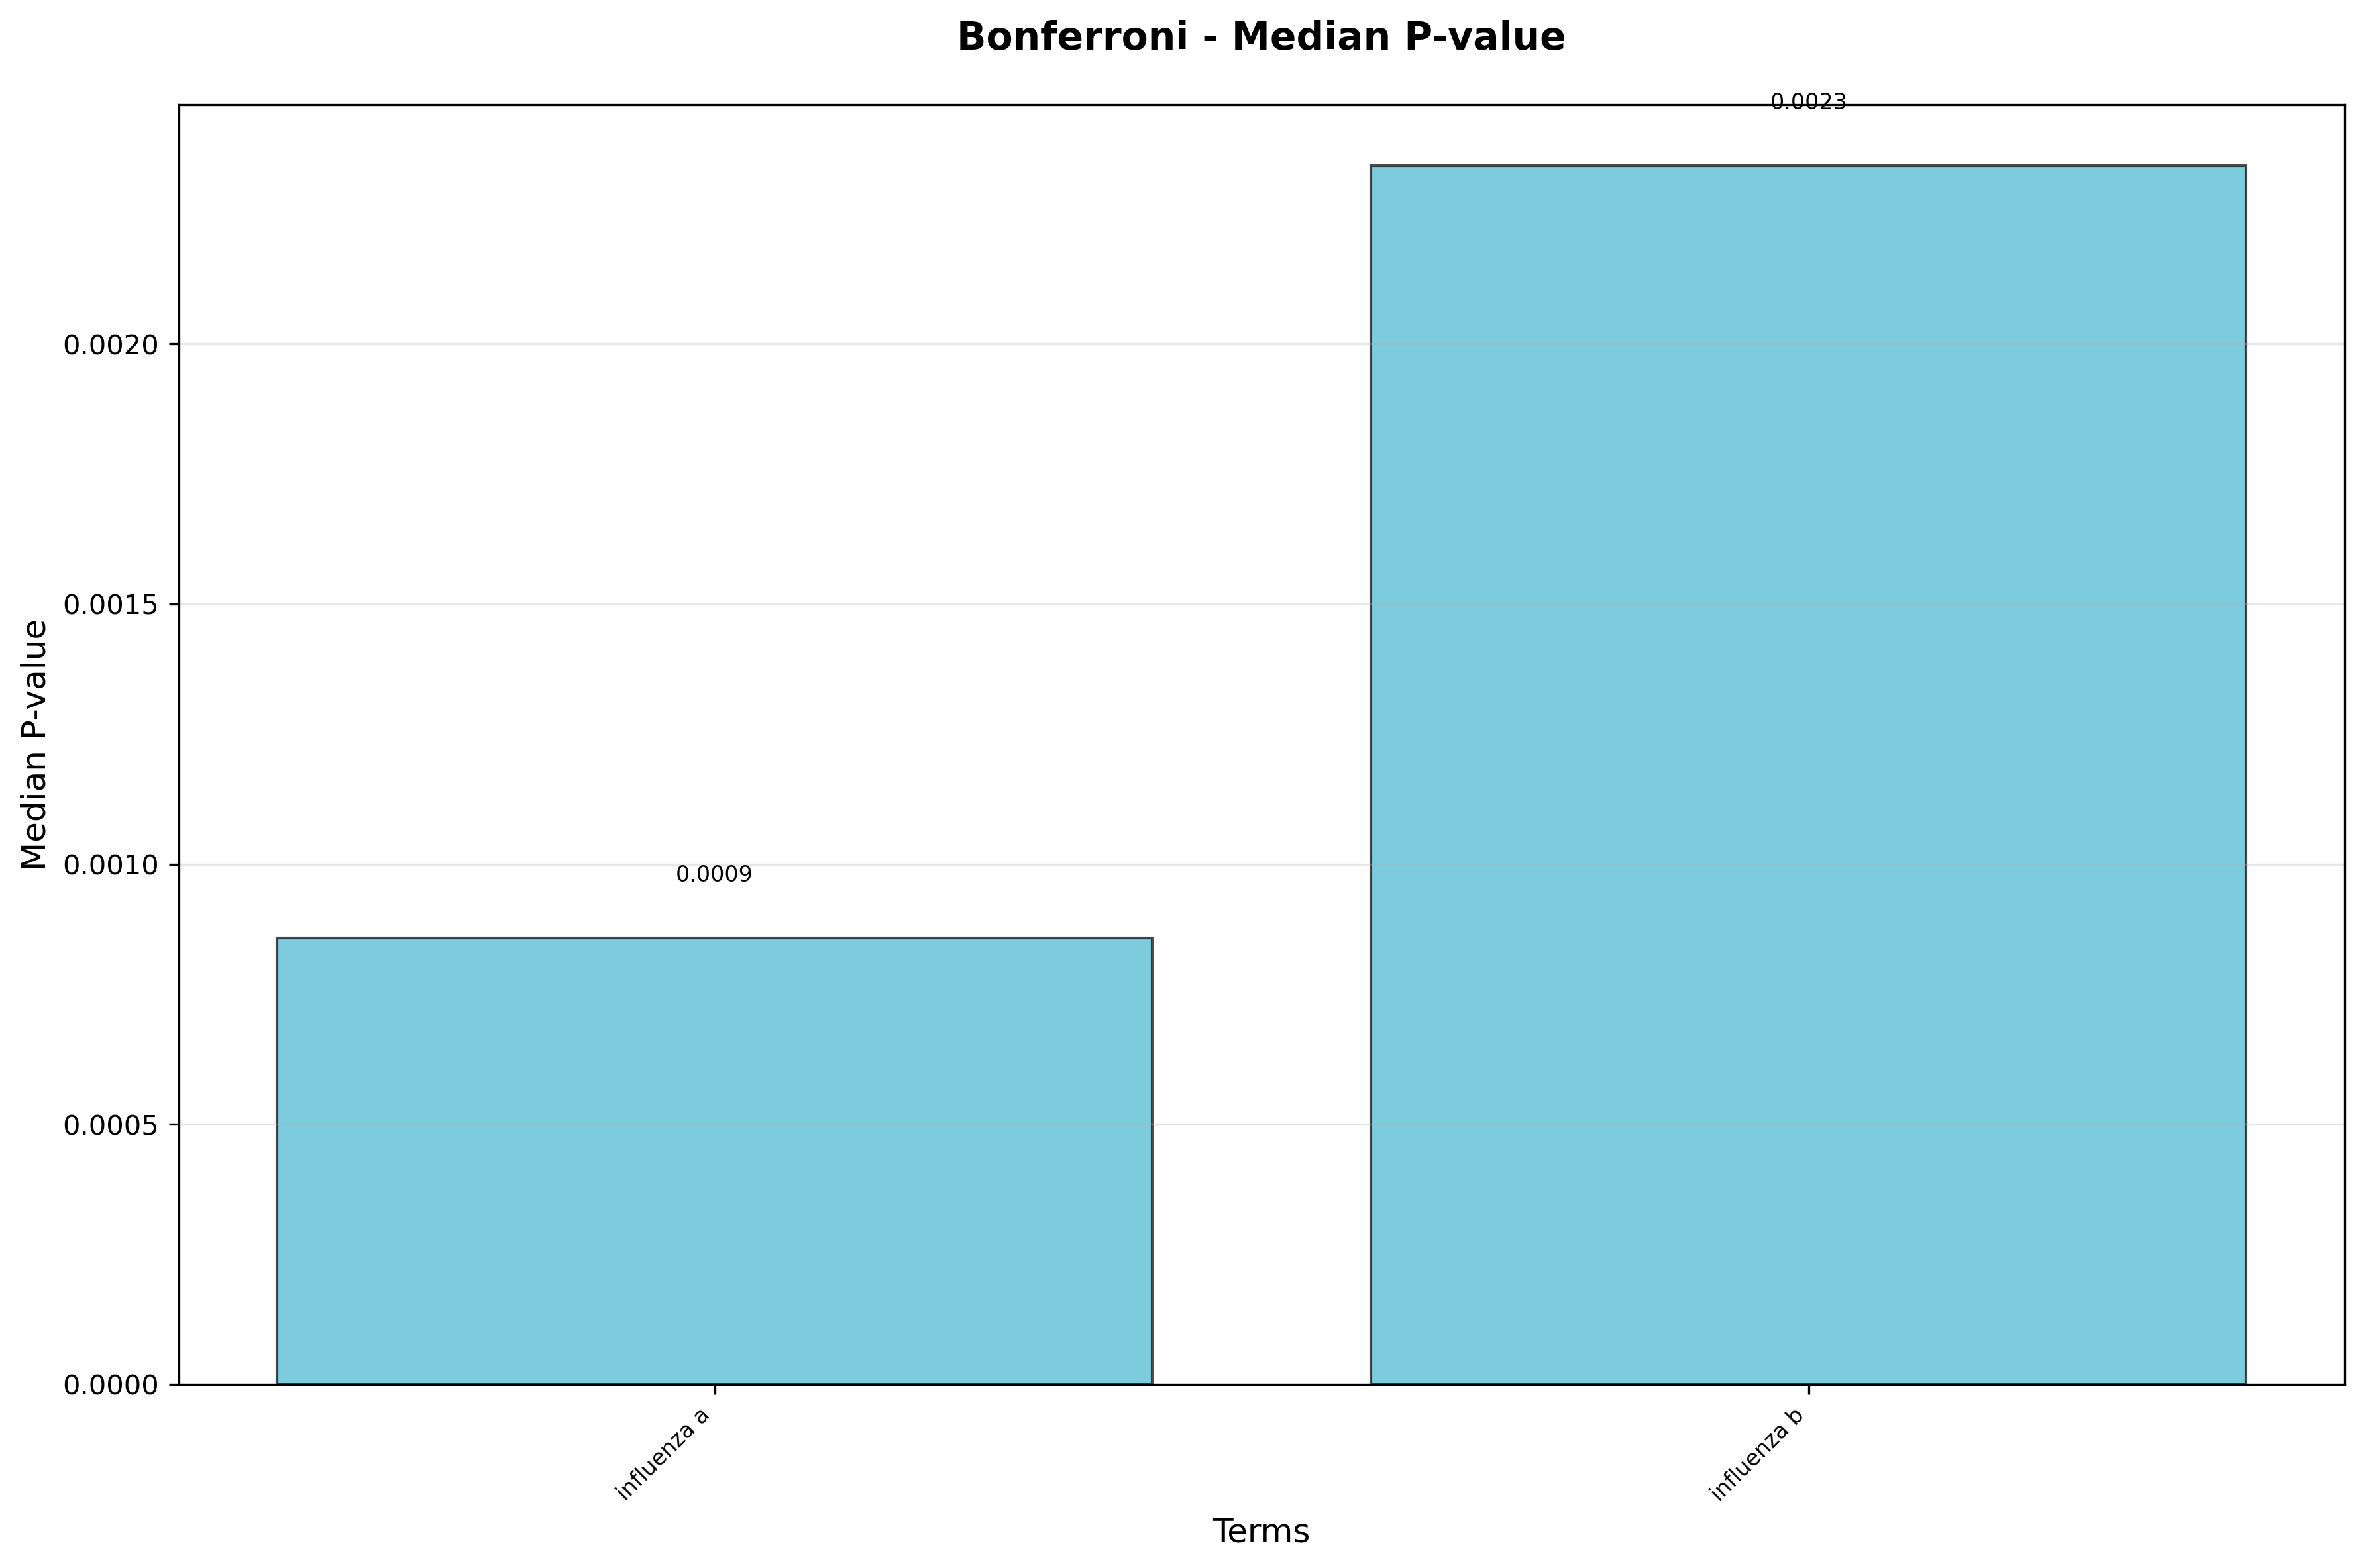 Bonferroni - Median P-value
0.0023
0.0020
0.0015
0.0010
0.0009
0.0005
0.0000
Median P-value
influenza a
influenza b
Terms